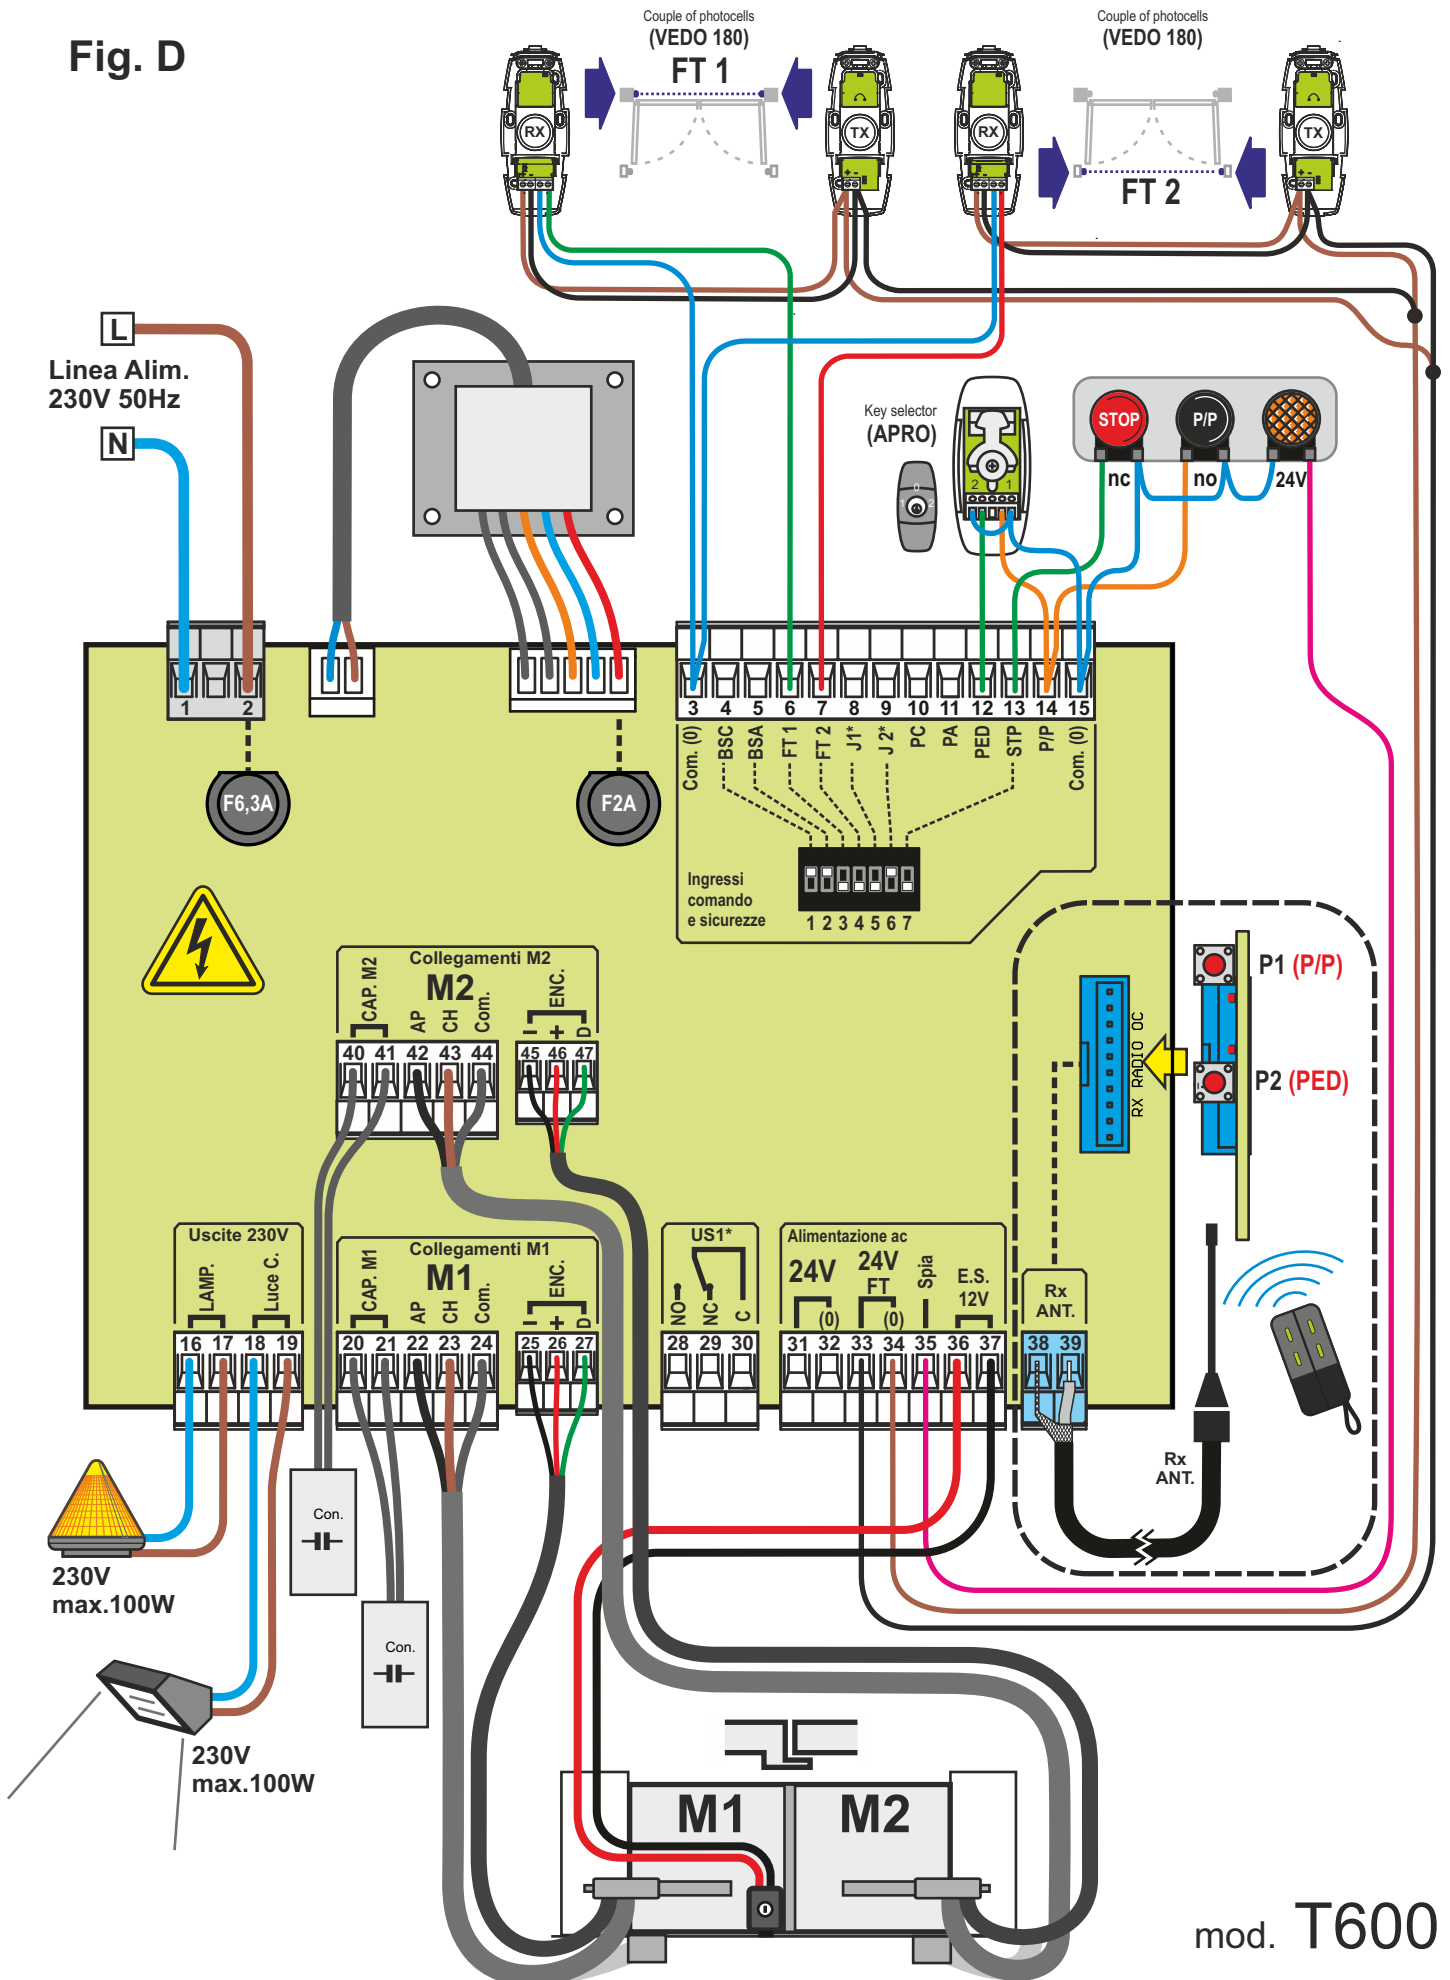 Fig. D
Couple of photocells
(VEDO 180)
FT 1
RX
TX
Couple of photocells
(VEDO 180)
FT 2
RX
TX
L
Linea Alim.
230V 50Hz
N
Key selector
(APRO)
0
1 2
2 1
STOP
P/P
nc
no
24V
1 2
F6,3A
F2A
3 4 5 6 7 8 9 10 11 12 13 14 15
Com. (0)
BSC
BSA
FT 1
FT 2
J1*
J 2*
PC
PA
PED
STP
P/P
Com. (0)
Ingressi
comando
e sicurezze
1 2 3 4 5 6 7
Collegamenti M2
M2
CAP. M2
AP
CH
Com.
ENC.
− + D
40 41 42 43 44
45 46 47
RX RADIO OC
P1 (P/P)
P2 (PED)
Uscite 230V
LAMP.
Luce C.
16 17 18 19
Collegamenti M1
M1
CAP. M1
AP
CH
Com.
ENC.
− + D
20 21 22 23 24
25 26 27
US1*
NO
NC
C
28 29 30
Alimentazione ac
24V
(0)
24V
FT
(0)
Spia
E.S.
12V
31 32 33 34 35 36 37
Rx
ANT.
38 39
Rx
ANT.
230V
max.100W
Con.
Con.
230V
max.100W
M1
M2
mod. T600